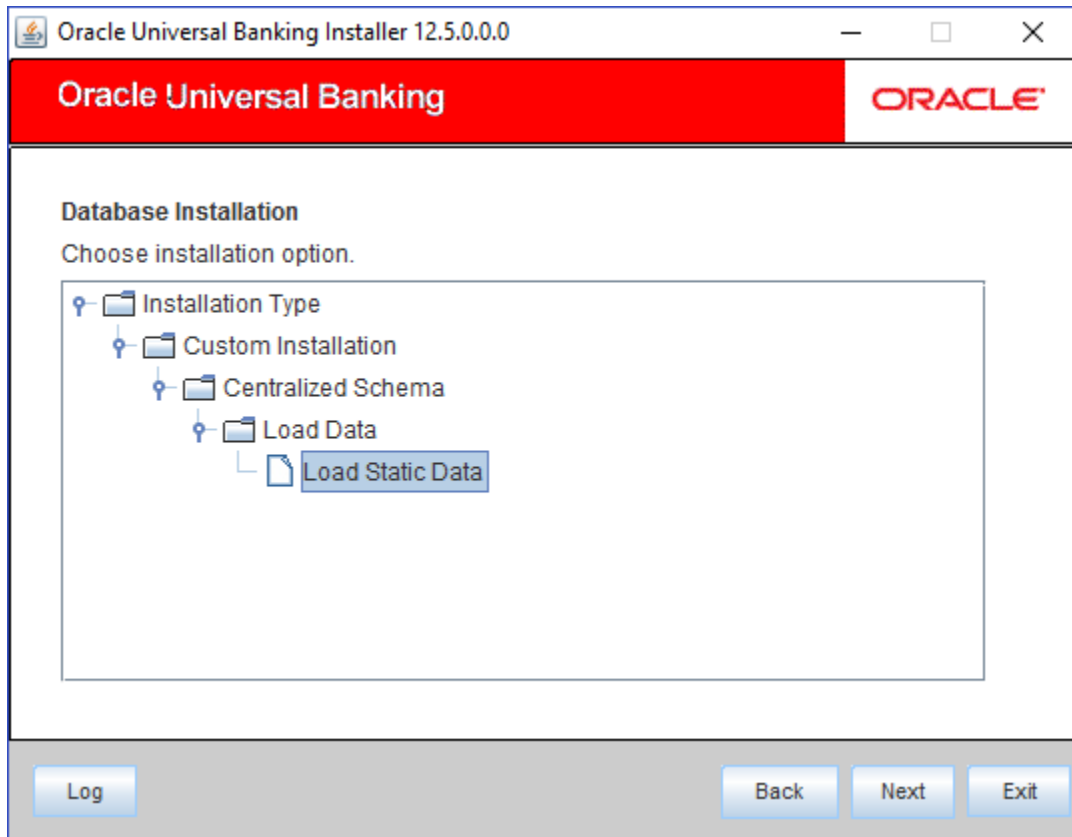 Oracle Universal Banking Installer 12.5.0.0.0
Oracle Universal Banking
ORACLE
Database Installation
Choose installation option.
Installation Type
Custom Installation
Centralized Schema
Load Data
Load Static Data
Log
Back
Next
Exit